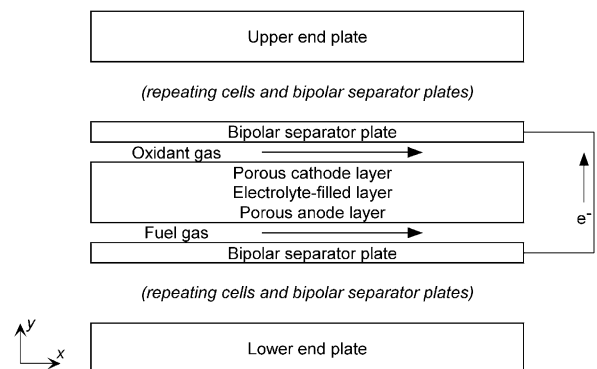 Upper end plate
(repeating cells and bipolar separator plates)
Bipolar separator plate
Oxidant gas
Porous cathode layer
Electrolyte-filled layer
Porous anode layer
e-
Fuel gas
Bipolar separator plate
(repeating cells and bipolar separator plates)
y
x
Lower end plate